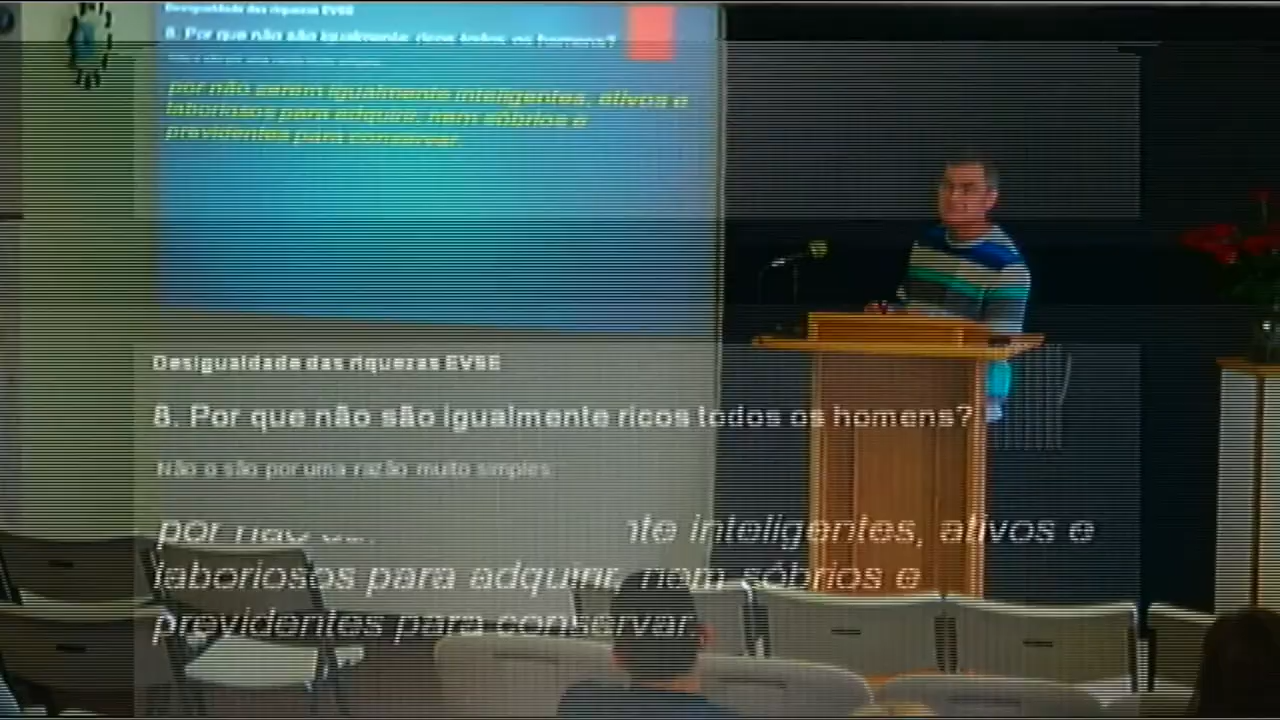 Desigualdade das riquezas EVSE
8. Por que não são igualmente ricos todos os homens?
por não serem igualmente inteligentes, ativos e
laboriosos para adquirir, nem sóbrios e
previdentes para conservar.
Desigualdade das riquezas EVSE
8. Por que não são igualmente ricos todos os homens?
Não o são por uma razão muito simples
por não te inteligentes, ativos e
laboriosos para adquirir, nem sóbrios e
previdentes para conservar.